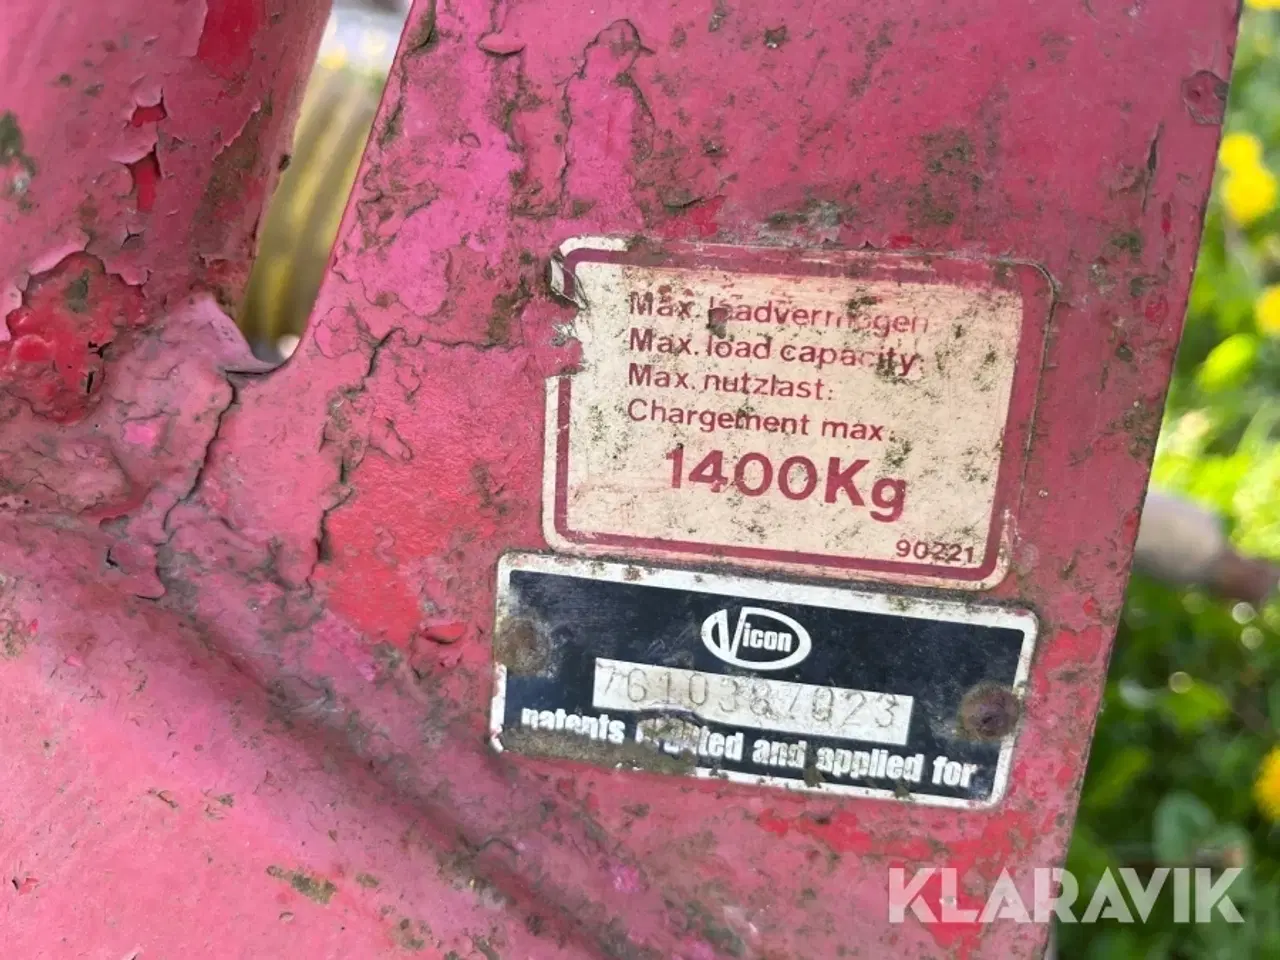 Max. laadvermogen
Max. load capacity:
Max. nutzlast:
Chargement max.
1400Kg
90221
Vicon
7610387023
patents granted and applied for
KLARAVIK